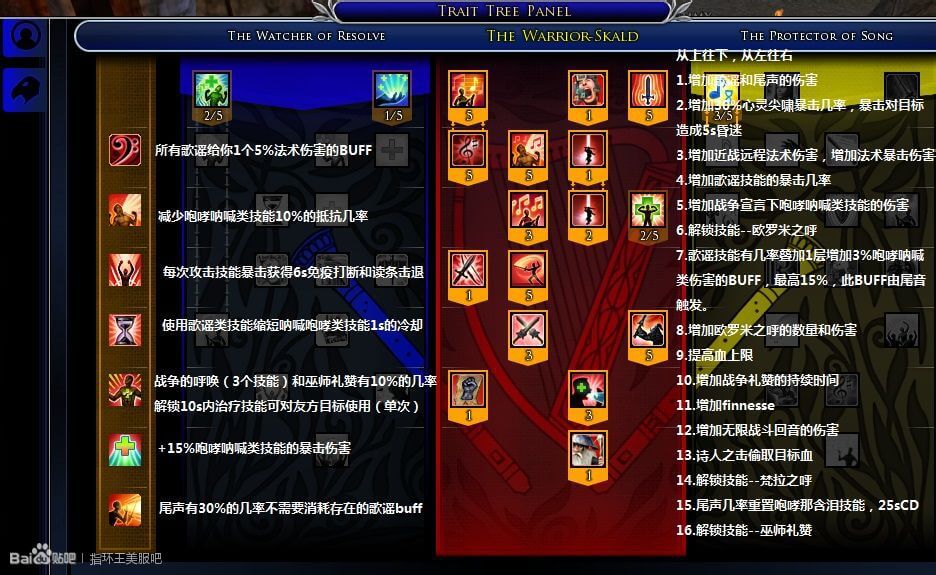 Trait Tree Panel
The Watcher of Resolve
The Warrior-Skald
The Protector of Song
2/5
1/5
5
1
5
3/5
所有歌谣给你1个5%法术伤害的BUFF
5
5
1
减少咆哮呐喊类技能10%的抵抗几率
3
2
2/5
每次攻击技能暴击获得6s免疫打断和读条击退
1
5
使用歌谣类技能缩短呐喊咆哮类技能1s的冷却
3
5
战争的呼唤（3个技能）和巫师礼赞有10%的几率
解锁10s内治疗技能可对友方目标使用（单次）
1
3
+15%咆哮呐喊类技能的暴击伤害
1
尾声有30%的几率不需要消耗存在的歌谣buff
从上往下，从左往右
1.增加歌谣和尾声的伤害
2.增加30%心灵尖啸暴击几率，暴击对目标
造成5s昏迷
3.增加近战远程法术伤害，增加法术暴击伤害
4.增加歌谣技能的暴击几率
5.增加战争宣言下咆哮呐喊类技能的伤害
6.解锁技能--欧罗米之呼
7.歌谣技能有几率叠加1层增加3%咆哮呐喊
类伤害的BUFF，最高15%，此BUFF由尾音
触发。
8.增加欧罗米之呼的数量和伤害
9.提高血上限
10.增加战争礼赞的持续时间
11.增加finnesse
12.增加无限战斗回音的伤害
13.诗人之击偷取目标血
14.解锁技能--梵拉之呼
15.尾声几率重置咆哮那含泪技能，25sCD
16.解锁技能--巫师礼赞
Bai贴吧 | 指环王美服吧